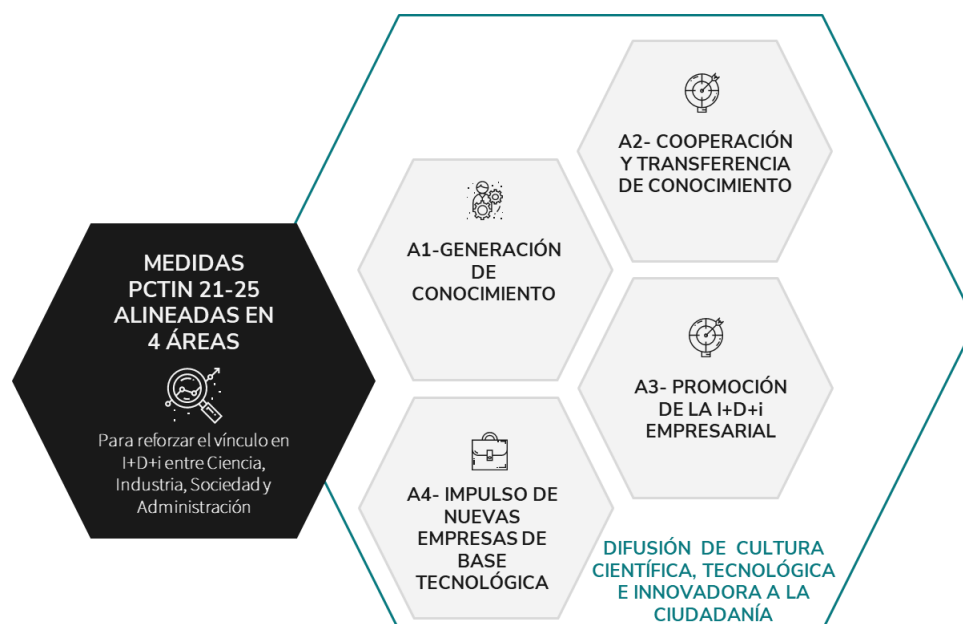 MEDIDAS
PCTIN 21-25
ALINEADAS EN
4 ÁREAS
Para reforzar el vínculo en
I+D+i entre Ciencia,
Industria, Sociedad y
Administración
A1-GENERACIÓN
DE
CONOCIMIENTO
A2- COOPERACIÓN
Y TRANSFERENCIA
DE CONOCIMIENTO
A3- PROMOCIÓN
DE LA I+D+i
EMPRESARIAL
A4- IMPULSO DE
NUEVAS
EMPRESAS DE
BASE
TECNOLÓGICA
DIFUSIÓN DE CULTURA
CIENTÍFICA, TECNOLÓGICA
E INNOVADORA A LA
CIUDADANÍA